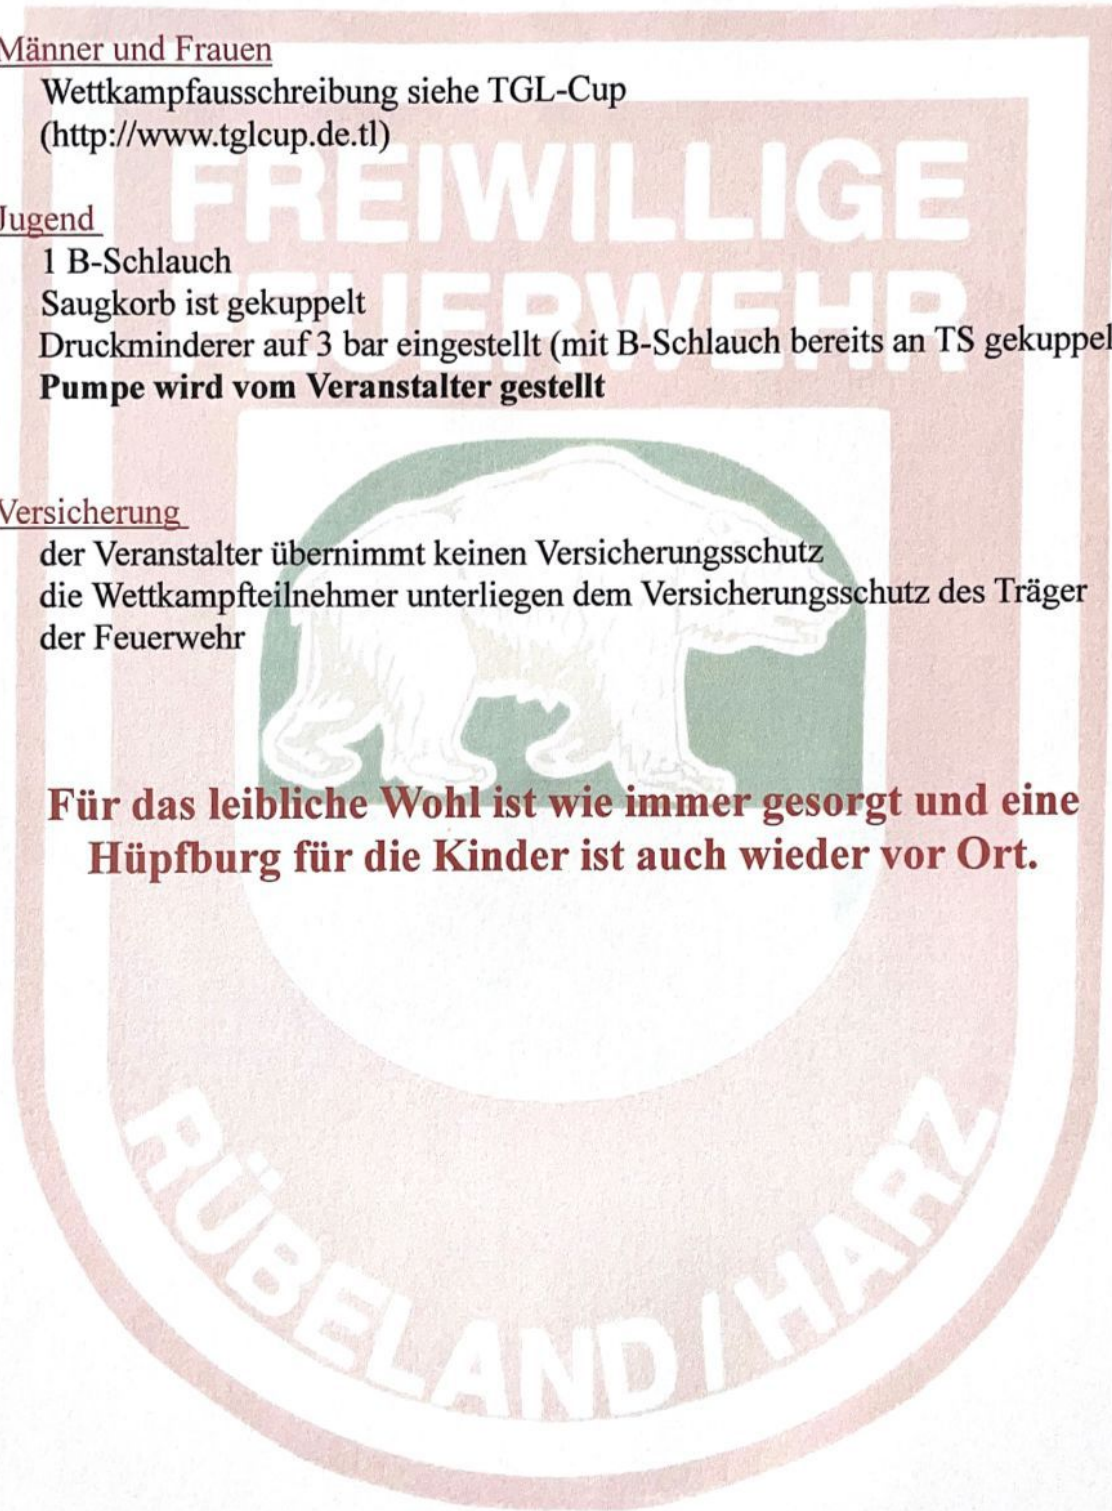 Männer und Frauen
Wettkampfausschreibung siehe TGL-Cup
(http://www.tglcup.de.tl)
Jugend
1 B-Schlauch
Saugkorb ist gekuppelt
Druckminderer auf 3 bar eingestellt (mit B-Schlauch bereits an TS gekuppel
Pumpe wird vom Veranstalter gestellt
Versicherung
der Veranstalter übernimmt keinen Versicherungsschutz
die Wettkampfteilnehmer unterliegen dem Versicherungsschutz des Träger
der Feuerwehr
Für das leibliche Wohl ist wie immer gesorgt und eine
Hüpfburg für die Kinder ist auch wieder vor Ort.
FREIWILLIGE
FEUERWEHR
RÜBELAND / HARZ